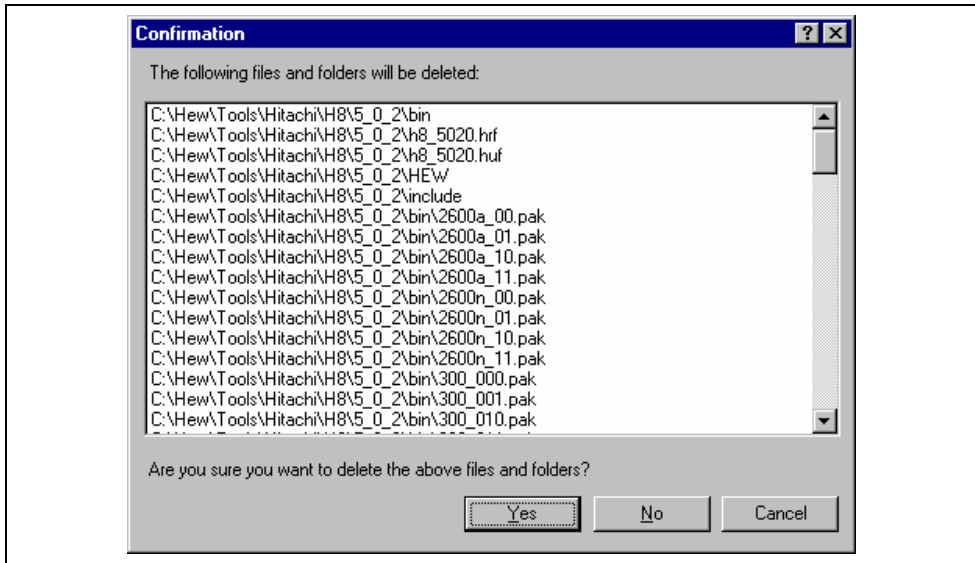 Confirmation
The following files and folders will be deleted:
C:\Hew\Tools\Hitachi\H8\5_0_2\bin
C:\Hew\Tools\Hitachi\H8\5_0_2\h8_5020.hrf
C:\Hew\Tools\Hitachi\H8\5_0_2\h8_5020.huf
C:\Hew\Tools\Hitachi\H8\5_0_2\HEW
C:\Hew\Tools\Hitachi\H8\5_0_2\include
C:\Hew\Tools\Hitachi\H8\5_0_2\bin\2600a_00.pak
C:\Hew\Tools\Hitachi\H8\5_0_2\bin\2600a_01.pak
C:\Hew\Tools\Hitachi\H8\5_0_2\bin\2600a_10.pak
C:\Hew\Tools\Hitachi\H8\5_0_2\bin\2600a_11.pak
C:\Hew\Tools\Hitachi\H8\5_0_2\bin\2600n_00.pak
C:\Hew\Tools\Hitachi\H8\5_0_2\bin\2600n_01.pak
C:\Hew\Tools\Hitachi\H8\5_0_2\bin\2600n_10.pak
C:\Hew\Tools\Hitachi\H8\5_0_2\bin\2600n_11.pak
C:\Hew\Tools\Hitachi\H8\5_0_2\bin\300_000.pak
C:\Hew\Tools\Hitachi\H8\5_0_2\bin\300_001.pak
C:\Hew\Tools\Hitachi\H8\5_0_2\bin\300_010.pak
Are you sure you want to delete the above files and folders?
Yes No Cancel